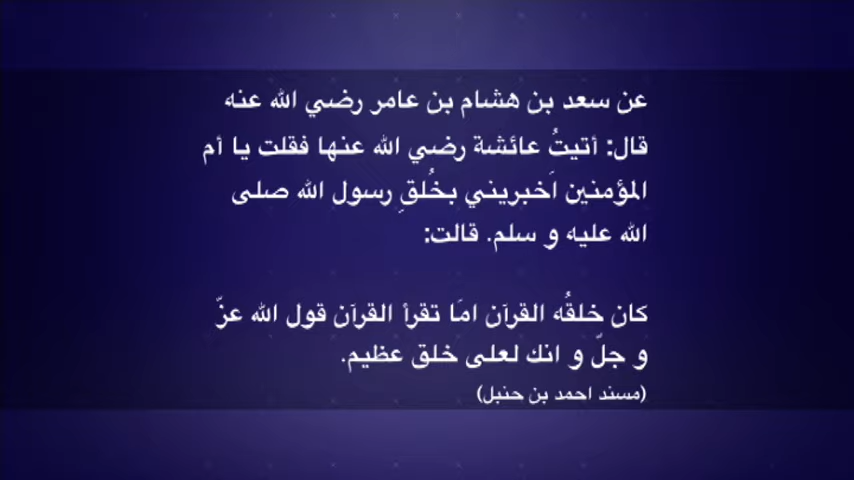 عن سعد بن هشام بن عامر رضي الله عنه
قال: أتيتُ عائشة رضي الله عنها فقلت يا أم
المؤمنين اَخبريني بخُلقِ رسول الله صلى
الله عليه و سلم. قالت:
كان خلقُه القرآن امَا تقرأ القرآن قول الله عزّ
و جلّ و انك لعلى خلق عظيم.
(مسند احمد بن حنبل)